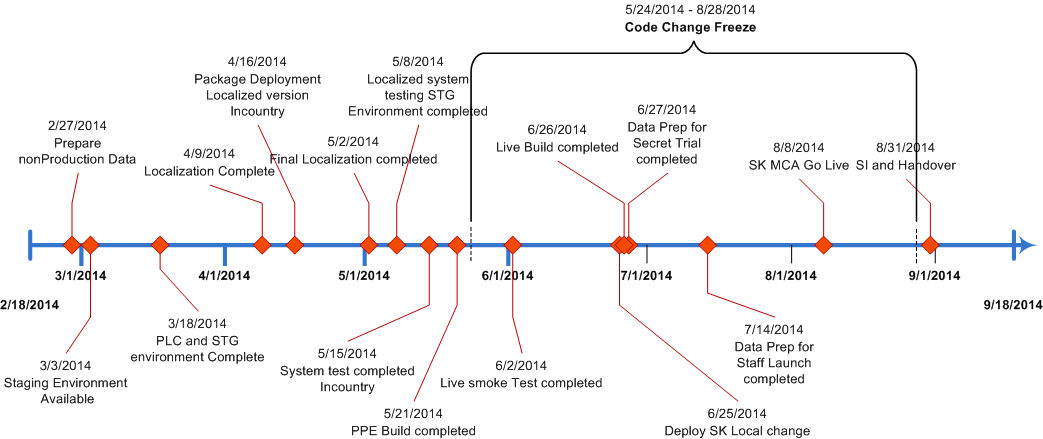 5/24/2014 - 8/28/2014
Code Change Freeze
4/16/2014
Package Deployment
Localized version
Incountry
5/8/2014
Localized system
testing STG
Environment completed
2/27/2014
Prepare
nonProduction Data
4/9/2014
Localization Complete
5/2/2014
Final Localization completed
6/26/2014
Live Build completed
6/27/2014
Data Prep for
Secret Trial
completed
8/8/2014
SK MCA Go Live
8/31/2014
SI and Handover
3/1/2014
4/1/2014
5/1/2014
6/1/2014
7/1/2014
8/1/2014
9/1/2014
2/18/2014
9/18/2014
3/3/2014
Staging Environment
Available
3/18/2014
PLC and STG
environment Complete
5/15/2014
System test completed
Incountry
5/21/2014
PPE Build completed
6/2/2014
Live smoke Test completed
6/25/2014
Deploy SK Local change
7/14/2014
Data Prep for
Staff Launch
completed